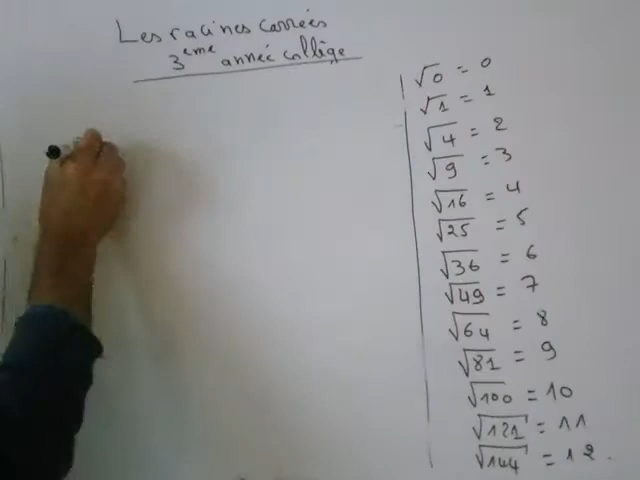 Les racines carrées
3eme année collège
√0 = 0
√1 = 1
√4 = 2
√9 = 3
√16 = 4
√25 = 5
√36 = 6
√49 = 7
√64 = 8
√81 = 9
√100 = 10
√121 = 11
√144 = 12.